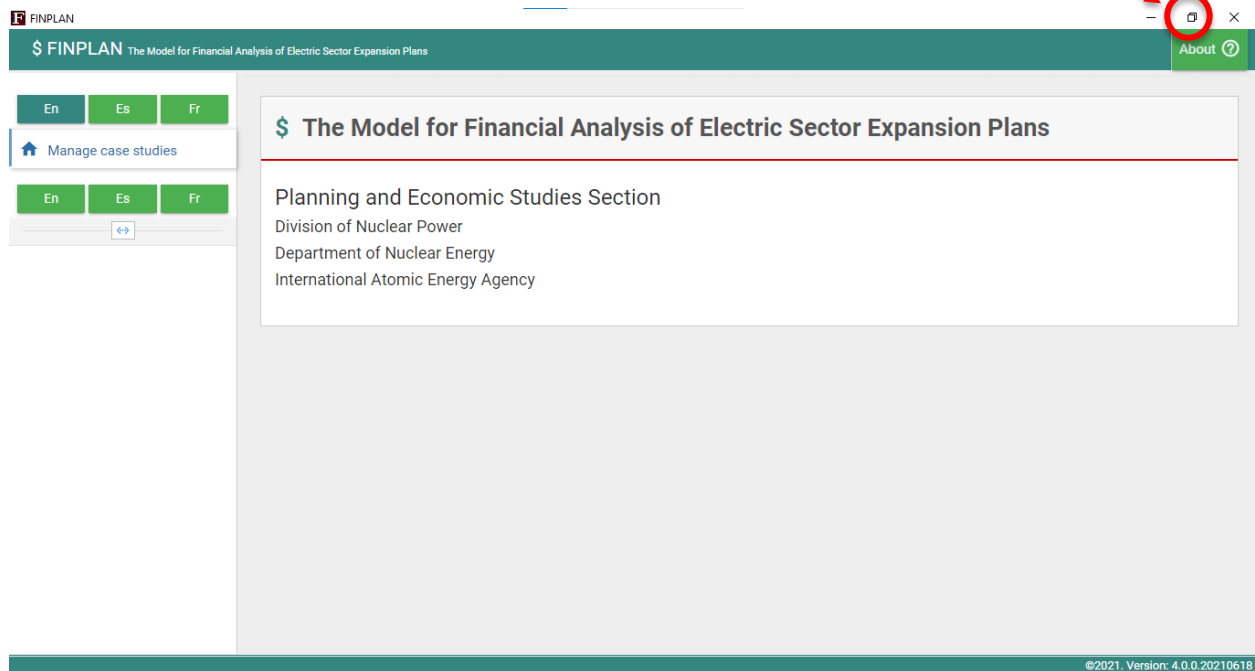 FINPLAN
$ FINPLAN The Model for Financial Analysis of Electric Sector Expansion Plans
About
En Es Fr
Manage case studies
En Es Fr
$ The Model for Financial Analysis of Electric Sector Expansion Plans
Planning and Economic Studies Section
Division of Nuclear Power
Department of Nuclear Energy
International Atomic Energy Agency
©2021. Version: 4.0.0.20210618